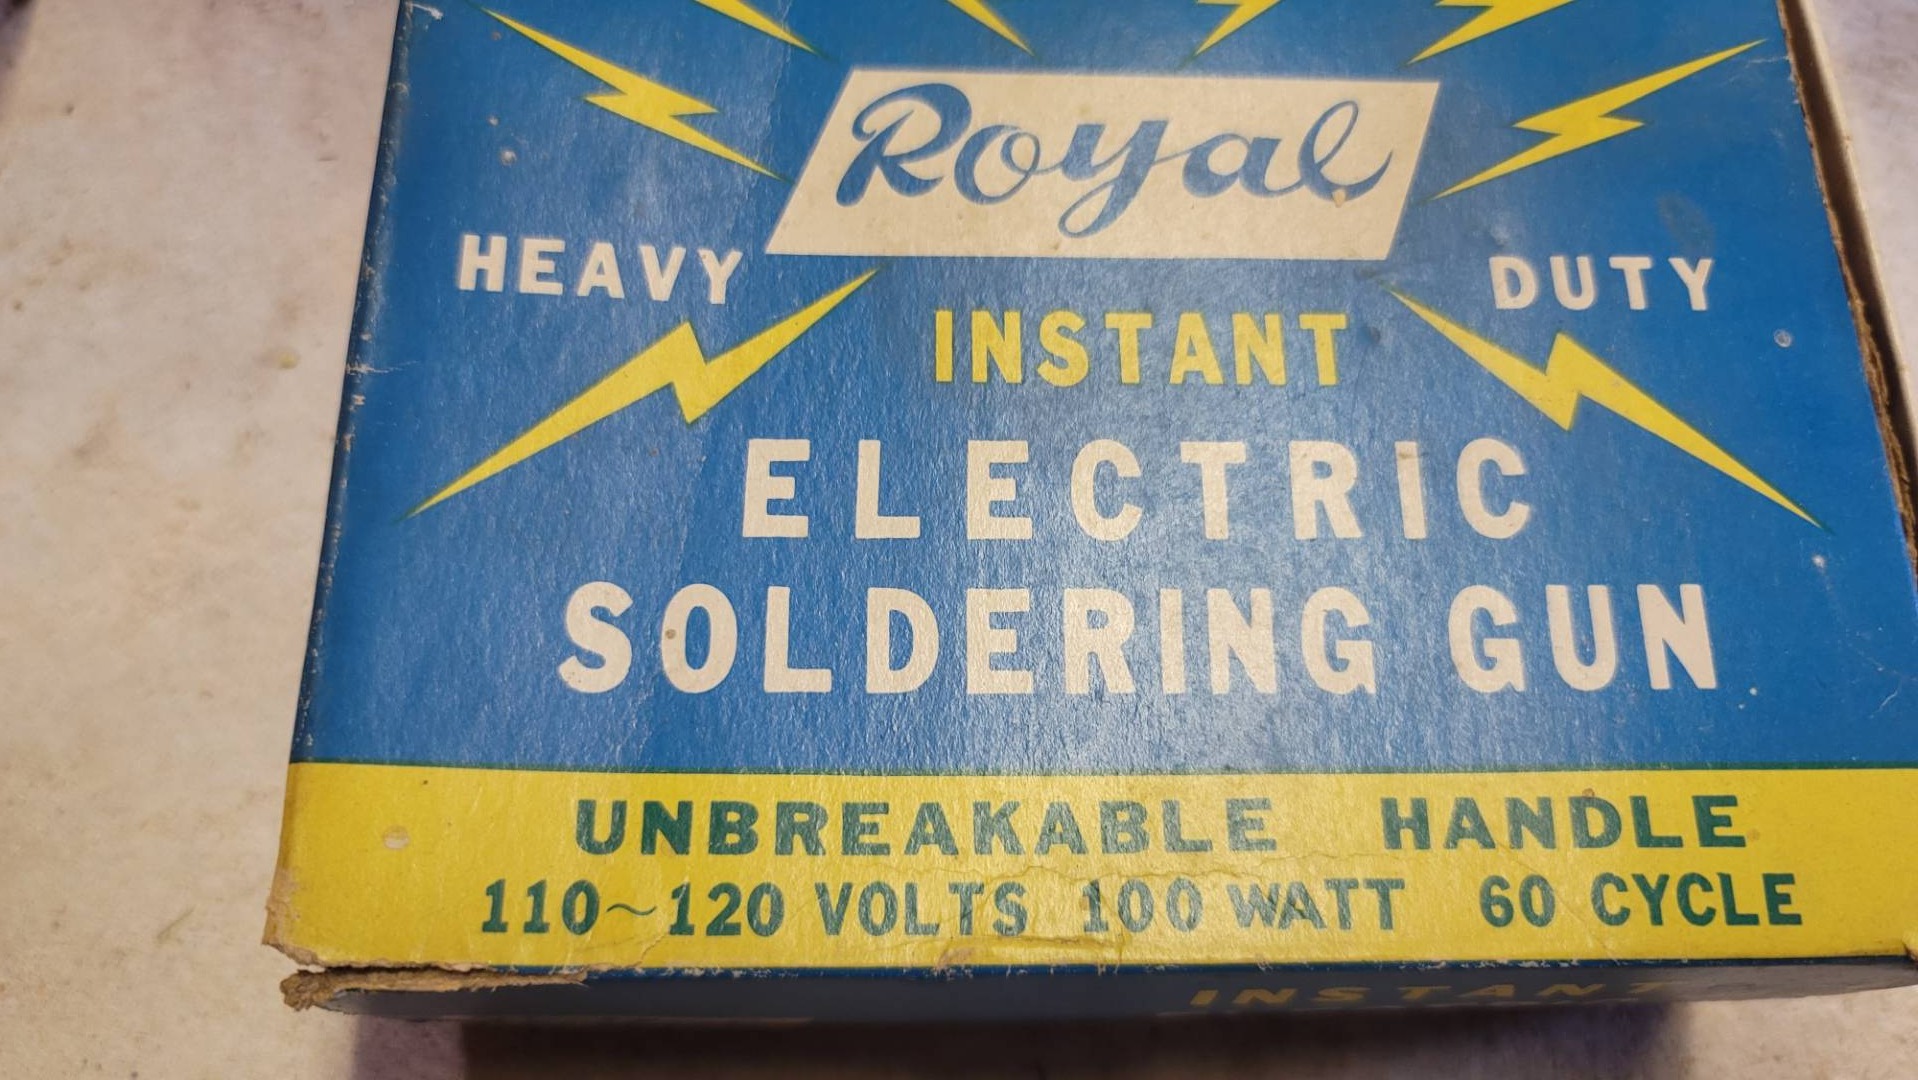 Royal
HEAVY DUTY
INSTANT
ELECTRIC
SOLDERING GUN
UNBREAKABLE HANDLE
110~120 VOLTS 100 WATT 60 CYCLE
INSTANT